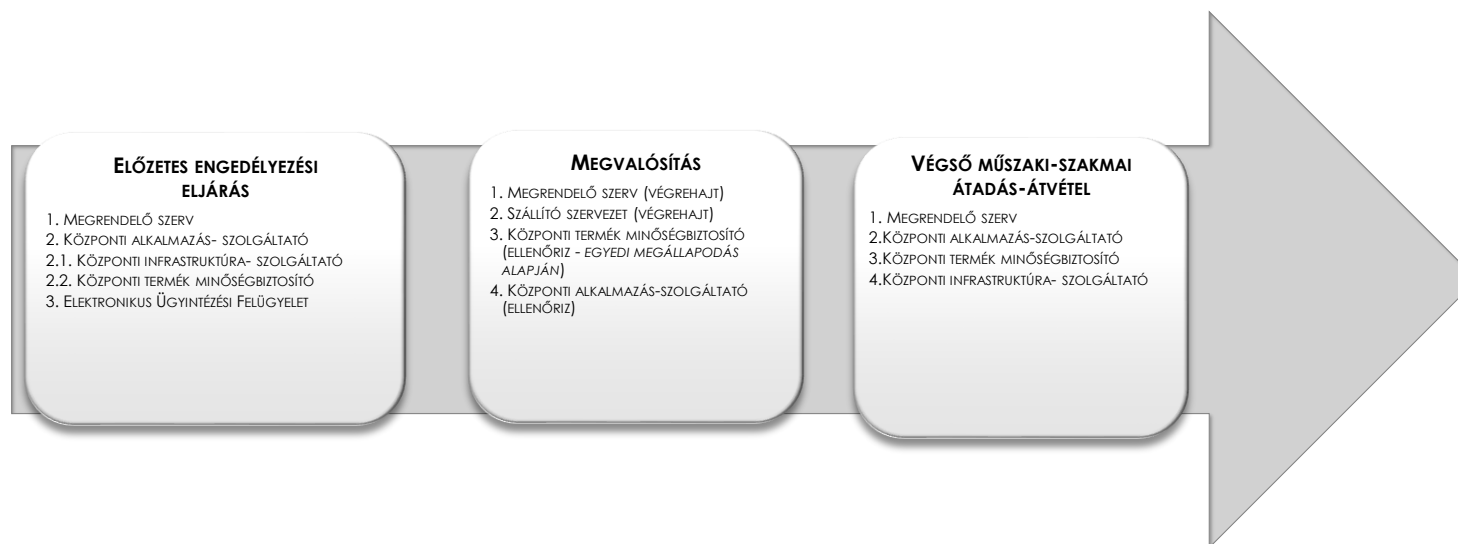 ELŐZETES ENGEDÉLYEZÉSI
ELJÁRÁS
1. MEGRENDELŐ SZERV
2. KÖZPONTI ALKALMAZÁS- SZOLGÁLTATÓ
2.1. KÖZPONTI INFRASTRUKTÚRA- SZOLGÁLTATÓ
2.2. KÖZPONTI TERMÉK MINŐSÉGBIZTOSÍTÓ
3. ELEKTRONIKUS ÜGYINTÉZÉSI FELÜGYELET
MEGVALÓSÍTÁS
1. MEGRENDELŐ SZERV (VÉGREHAJT)
2. SZÁLLÍTÓ SZERVEZET (VÉGREHAJT)
3. KÖZPONTI TERMÉK MINŐSÉGBIZTOSÍTÓ
(ELLENŐRIZ - EGYEDI MEGÁLLAPODÁS
ALAPJÁN)
4. KÖZPONTI ALKALMAZÁS-SZOLGÁLTATÓ
(ELLENŐRIZ)
VÉGSŐ MŰSZAKI-SZAKMAI
ÁTADÁS-ÁTVÉTEL
1. MEGRENDELŐ SZERV
2.KÖZPONTI ALKALMAZÁS-SZOLGÁLTATÓ
3.KÖZPONTI TERMÉK MINŐSÉGBIZTOSÍTÓ
4.KÖZPONTI INFRASTRUKTÚRA- SZOLGÁLTATÓ